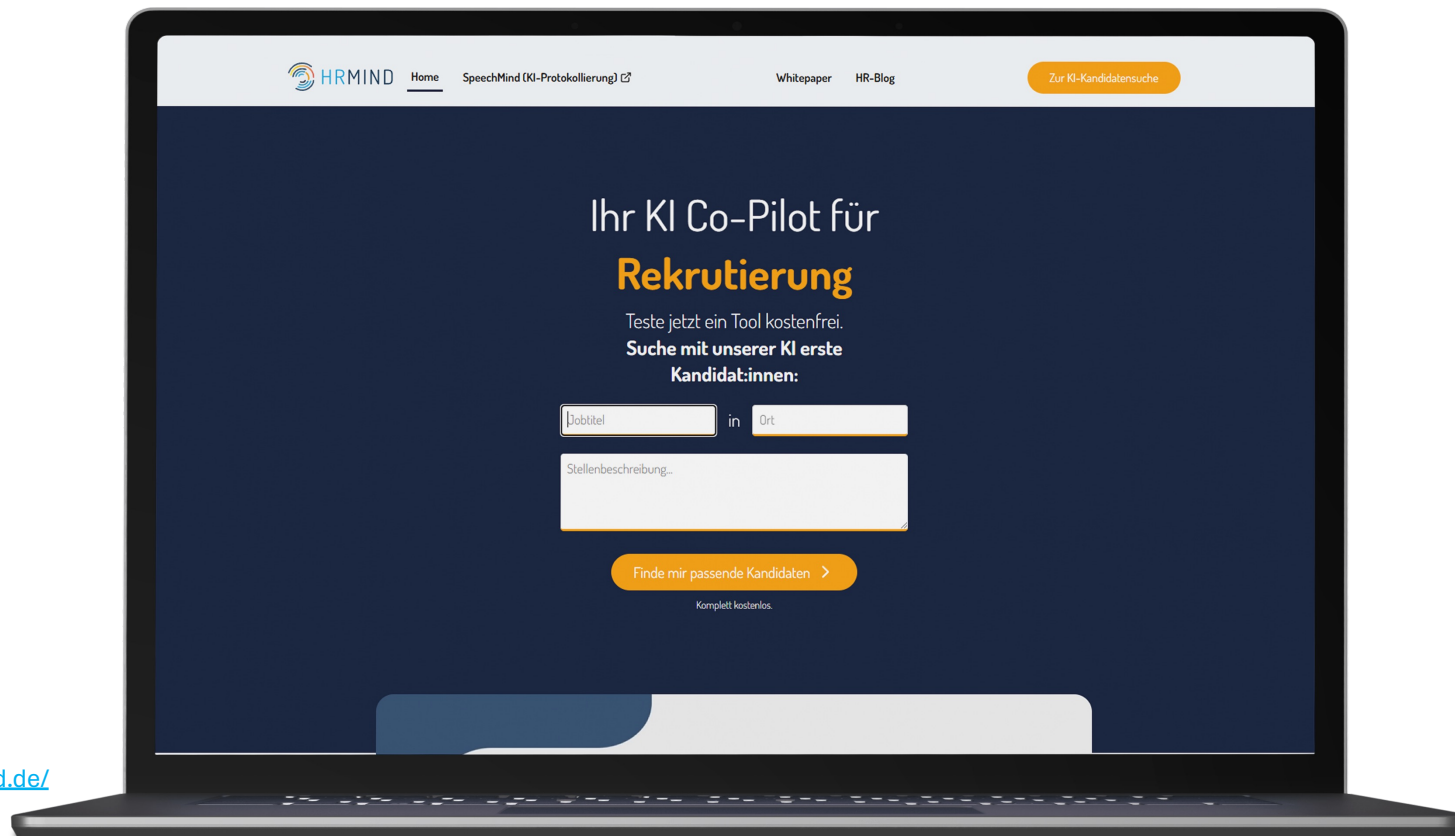 HRMIND
Home
SpeechMind (KI-Protokollierung)
Whitepaper
HR-Blog
Zur KI-Kandidatensuche
Ihr KI Co-Pilot für
Rekrutierung
Teste jetzt ein Tool kostenfrei.
Suche mit unserer KI erste
Kandidat:innen:
Jobtitel
in
Ort
Stellenbeschreibung...
Finde mir passende Kandidaten
Komplett kostenlos.
d.de/